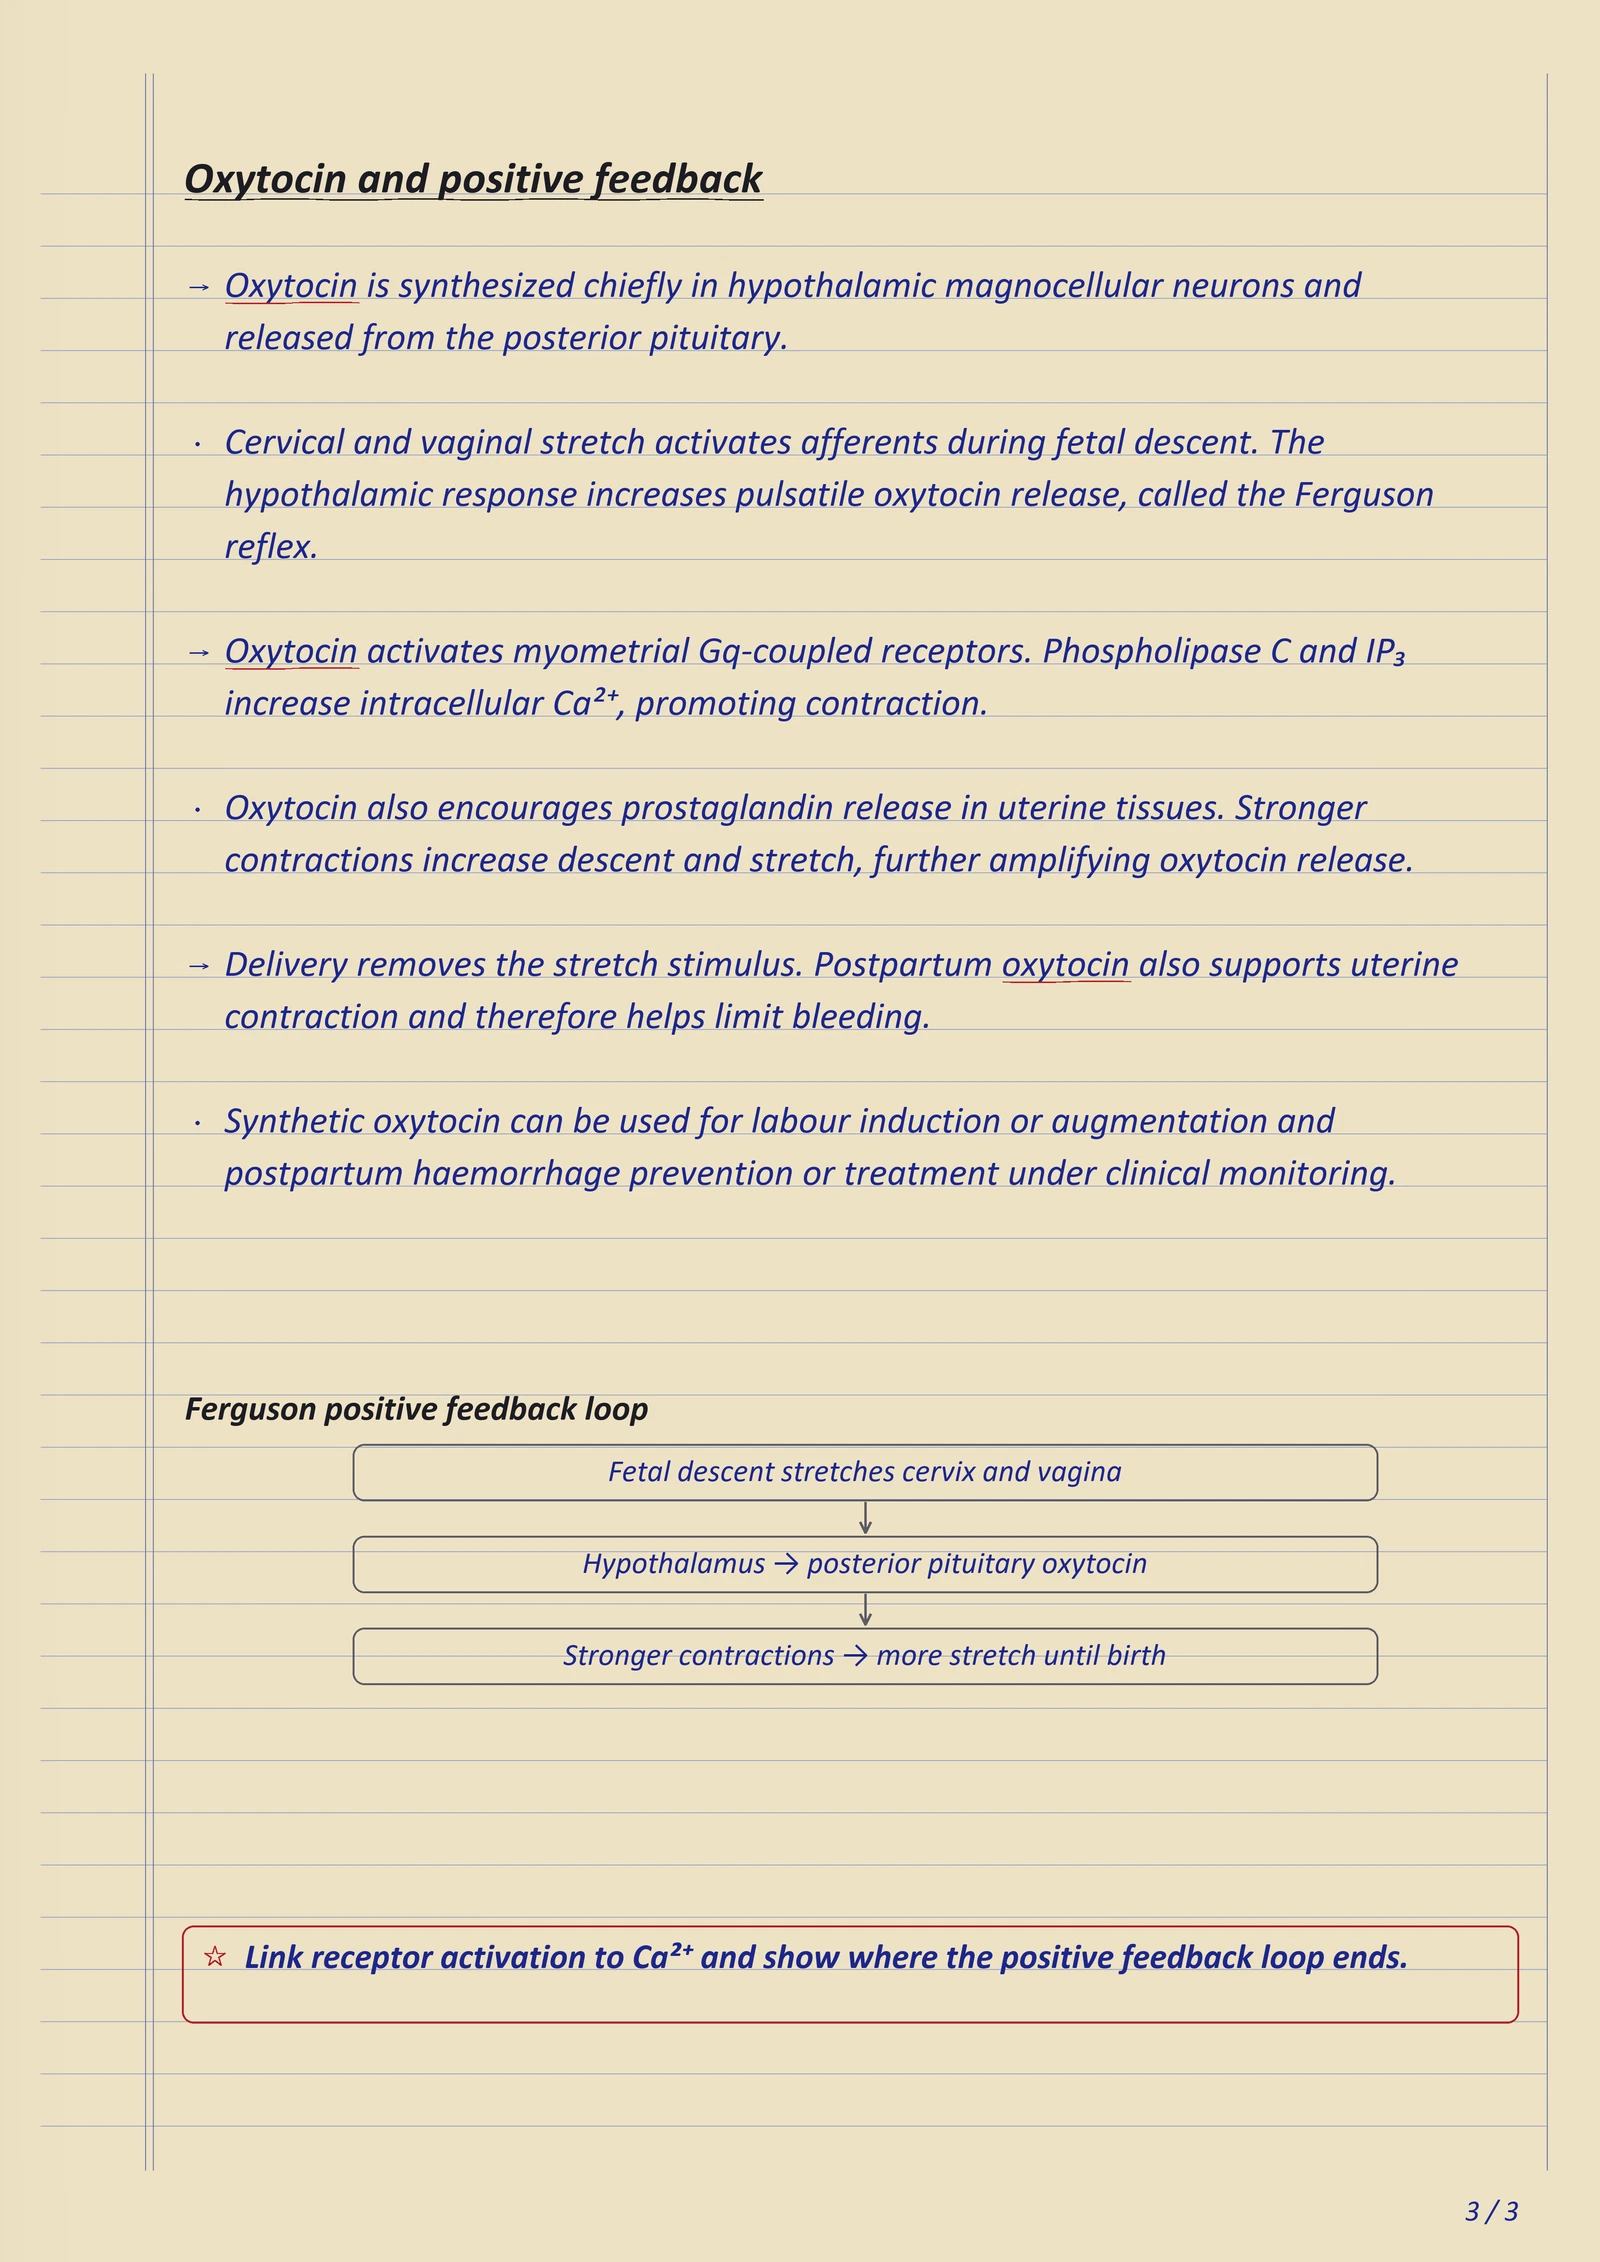 Oxytocin and positive feedback
→ Oxytocin is synthesized chiefly in hypothalamic magnocellular neurons and
released from the posterior pituitary.
· Cervical and vaginal stretch activates afferents during fetal descent. The
hypothalamic response increases pulsatile oxytocin release, called the Ferguson
reflex.
→ Oxytocin activates myometrial Gq-coupled receptors. Phospholipase C and IP₃
increase intracellular Ca²⁺, promoting contraction.
· Oxytocin also encourages prostaglandin release in uterine tissues. Stronger
contractions increase descent and stretch, further amplifying oxytocin release.
→ Delivery removes the stretch stimulus. Postpartum oxytocin also supports uterine
contraction and therefore helps limit bleeding.
· Synthetic oxytocin can be used for labour induction or augmentation and
postpartum haemorrhage prevention or treatment under clinical monitoring.
Ferguson positive feedback loop
Fetal descent stretches cervix and vagina
Hypothalamus → posterior pituitary oxytocin
Stronger contractions → more stretch until birth
☆ Link receptor activation to Ca²⁺ and show where the positive feedback loop ends.
3 / 3